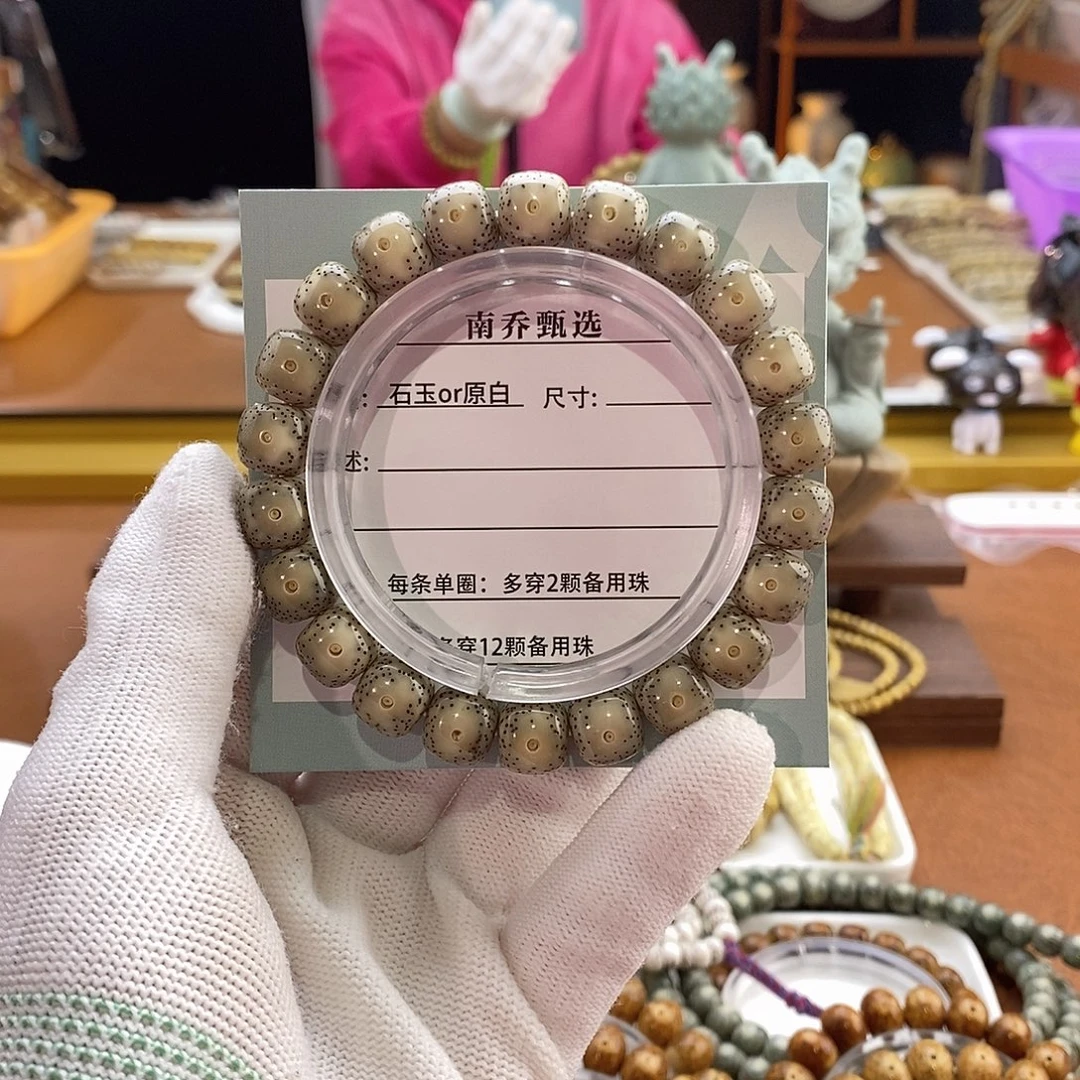 南乔甄选
: 石玉or原白 尺寸:
述:
每条单圈：多穿2颗备用珠
多穿12颗备用珠